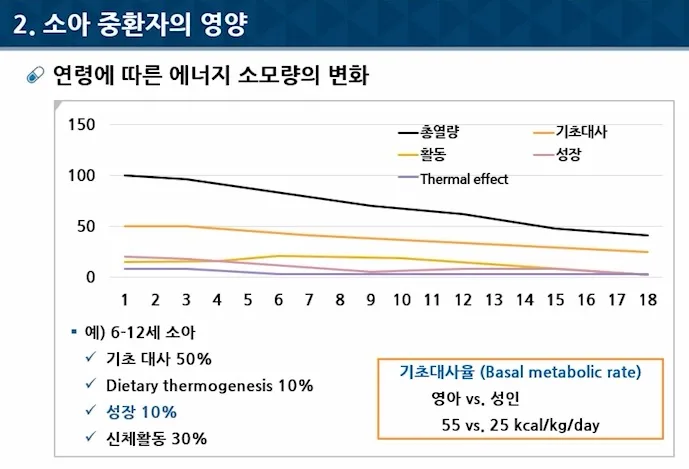 2. 소아 중환자의 영양
연령에 따른 에너지 소모량의 변화
150
100
50
0
총열량
기초대사
활동
성장
Thermal effect
1 2 3 4 5 6 7 8 9 10 11 12 13 14 15 16 17 18
▪ 예) 6-12세 소아
✓ 기초 대사 50%
✓ Dietary thermogenesis 10%
✓ 성장 10%
✓ 신체활동 30%
기초대사율 (Basal metabolic rate)
영아 vs. 성인
55 vs. 25 kcal/kg/day